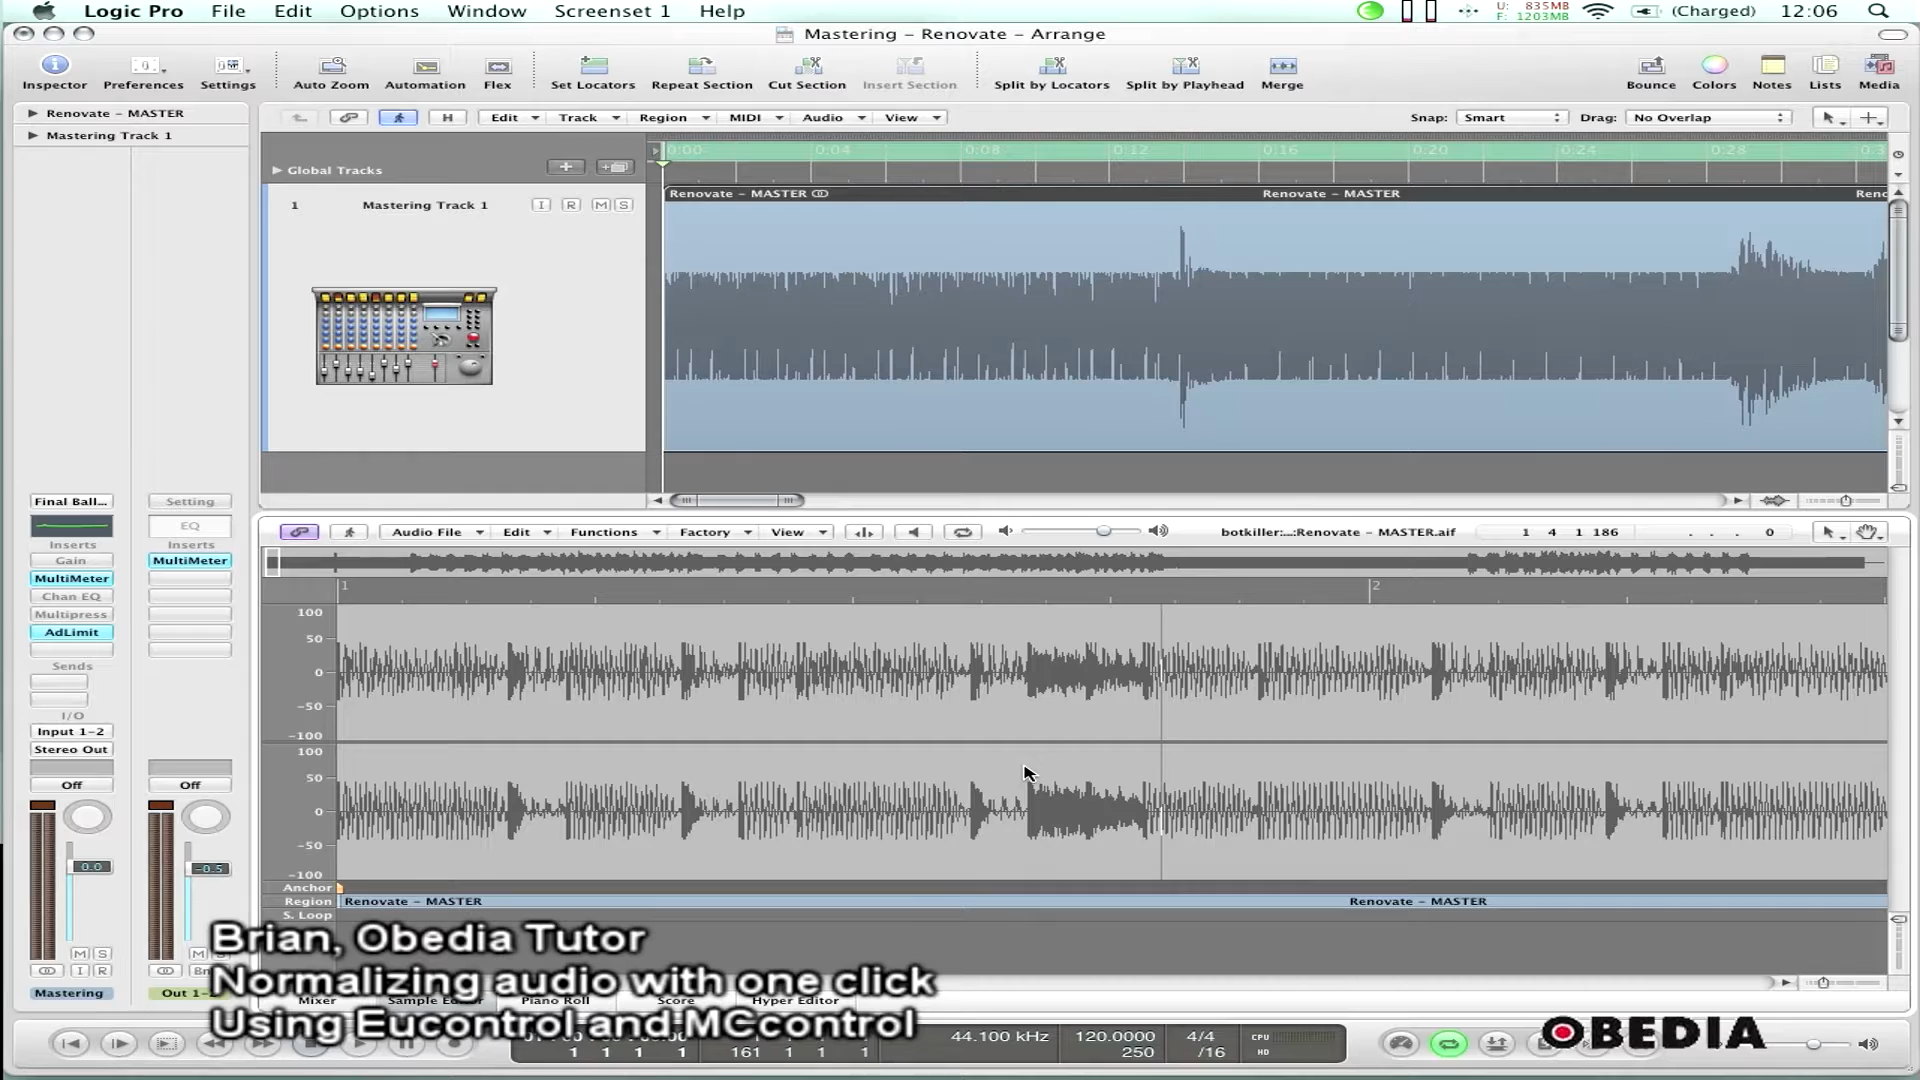 Logic Pro File Edit Options Window Screenset 1 Help U: 835MB F: 1203MB (Charged) 12:06
Mastering – Renovate – Arrange
Inspector Preferences Settings Auto Zoom Automation Flex Set Locators Repeat Section Cut Section Insert Section Split by Locators Split by Playhead Merge Bounce Colors Notes Lists Media
Renovate – MASTER
Mastering Track 1
H Edit Track Region MIDI Audio View Snap: Smart Drag: No Overlap
0:00 0:04 0:08 0:12 0:16 0:20 0:24 0:28
Global Tracks
Renovate – MASTER Renovate – MASTER
1 Mastering Track 1 I R M S
Audio File Edit Functions Factory View botkiller:...:Renovate – MASTER.aif 1 4 1 186 . . . 0
1 2
100
50
0
-50
-100
100
50
0
-50
-100
Anchor
Region Renovate – MASTER Renovate – MASTER
S. Loop
Final Ball... Setting
EQ
Inserts Inserts
Gain MultiMeter
MultiMeter
Chan EQ
Multipress
AdLimit
Sends
I/O
Input 1-2
Stereo Out
Off Off
0.0 -0.5
M S M
I R
Mastering Out 1-
Mixer Sample Editor Piano Roll Score Hyper Editor
Brian, Obedia Tutor
Normalizing audio with one click
Using Eucontrol and MCcontrol
1 1 1 1 161 1 1 1
44.100 kHz 120.0000 250 4/4 /16 CPU HD
OBEDIA